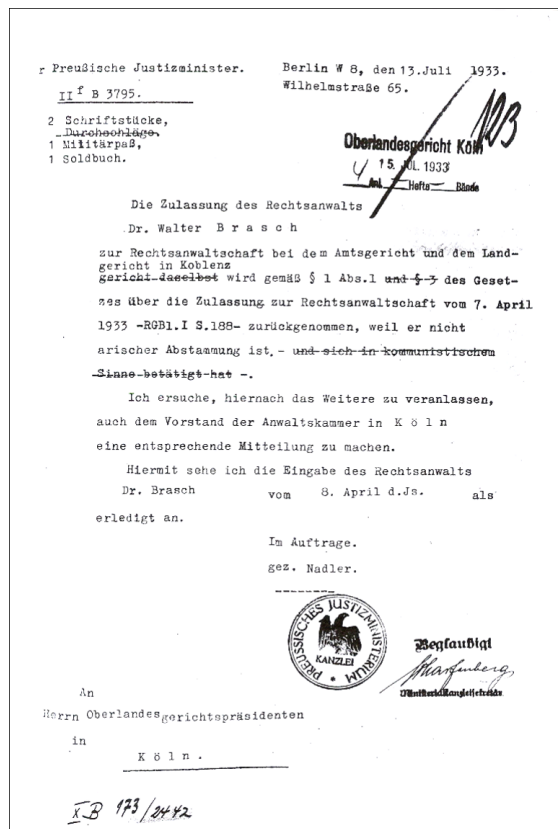 r Preußische Justizminister.
II f B 3795.
Berlin W 8, den 13.Juli 1933.
Wilhelmstraße 65.
2 Schriftstücke,
Durchschläge,
1 Militärpaß,
1 Soldbuch.
123
Oberlandesgericht Köln
15. JUL. 1933
4 Anl. Hefte Bände
Die Zulassung des Rechtsanwalts
Dr. Walter B r a s c h
zur Rechtsanwaltschaft bei dem Amtsgericht und dem Land-
gericht in Koblenz
gericht daselbst wird gemäß § 1 Abs.1 und § 3 des Geset-
zes über die Zulassung zur Rechtsanwaltschaft vom 7. April
1933 -RGBl.I S.188- zurückgenommen, weil er nicht
arischer Abstammung ist. - und sich in kommunistischem
Sinne betätigt hat -.
Ich ersuche, hiernach das Weitere zu veranlassen,
auch dem Vorstand der Anwaltskammer in K ö l n
eine entsprechende Mitteilung zu machen.
Hiermit sehe ich die Eingabe des Rechtsanwalts
Dr. Brasch vom 8. April d.Js. als
erledigt an.
Im Auftrage.
gez. Nadler.
PREUSSISCHES JUSTIZMINISTERIUM
KANZLEI
Beglaubigt
Ministerialkanzleisekretär
An
Herrn Oberlandesgerichtspräsidenten
in
K ö l n .
X B 173/2442